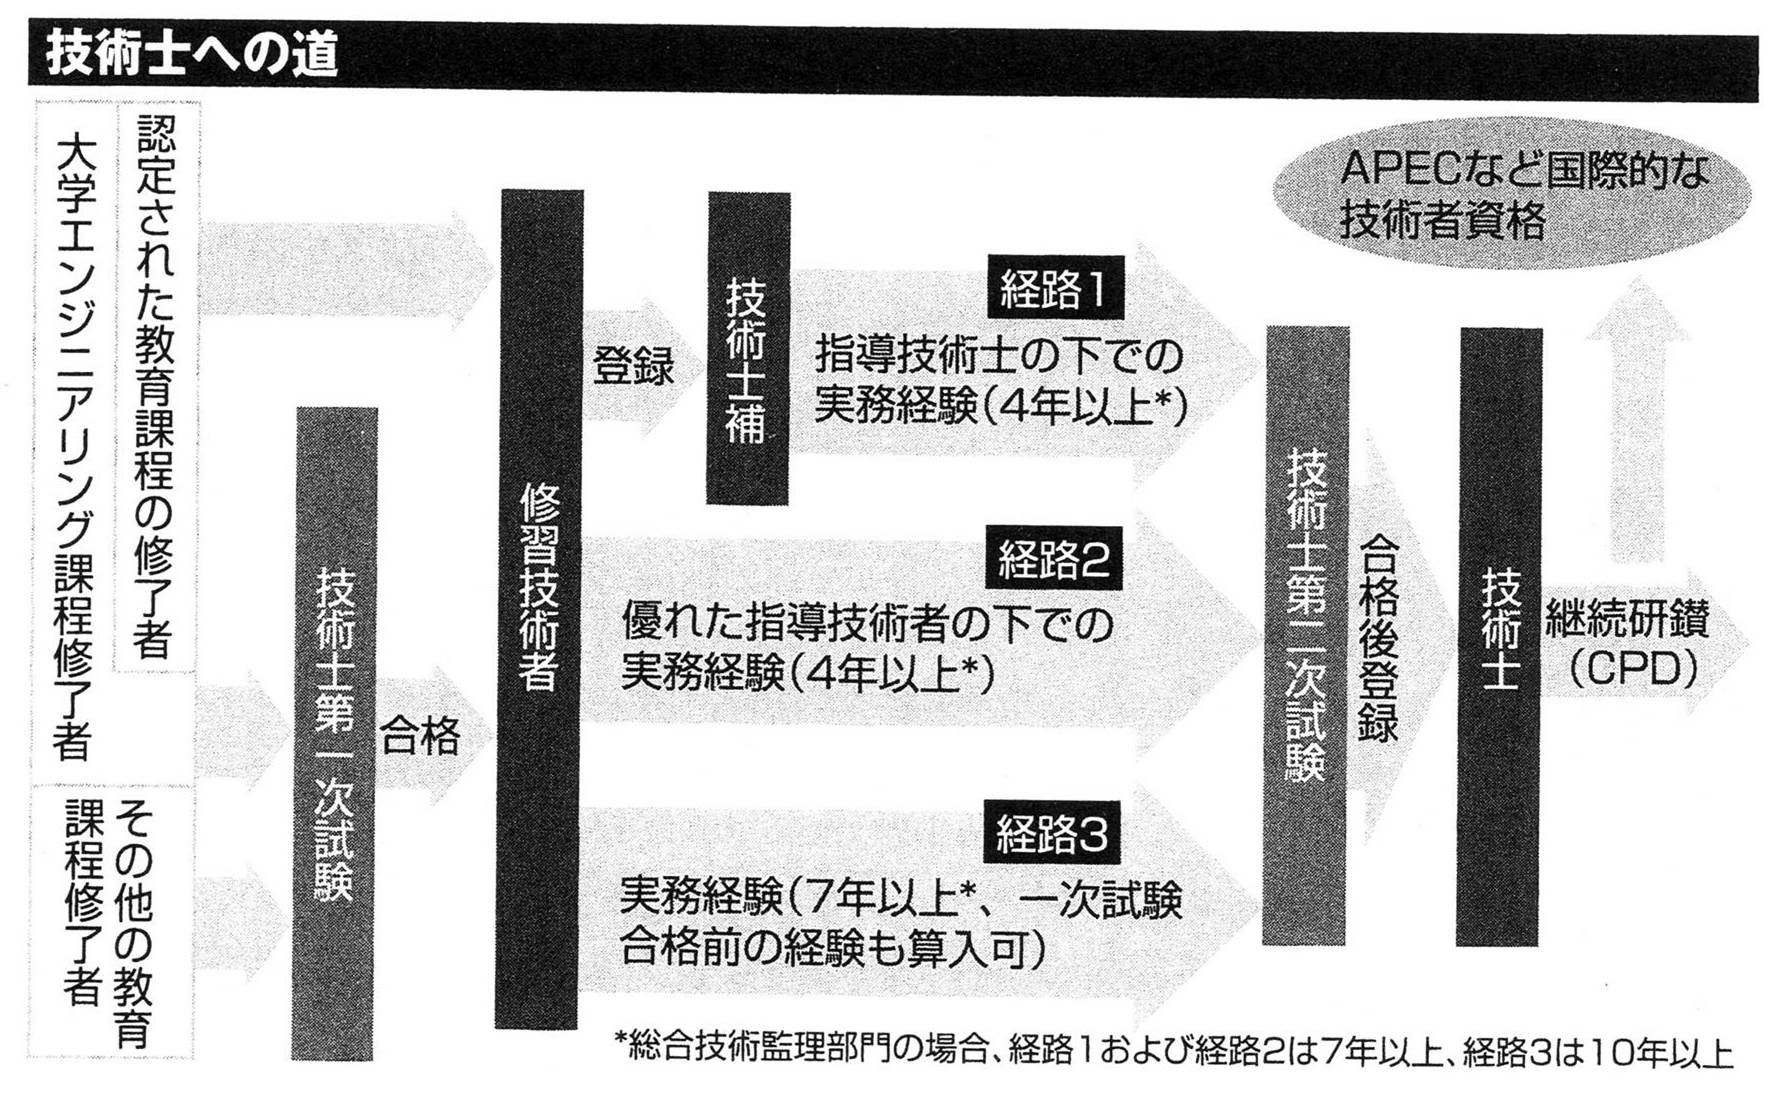 技術士への道
大学エンジニアリング課程修了者
認定された教育課程の修了者
その他の教育
課程修了者
技術士第一次試験
合格
修習技術者
登録
技術士補
経路1
指導技術士の下での
実務経験(4年以上*)
経路2
優れた指導技術者の下での
実務経験(4年以上*)
経路3
実務経験(7年以上*、一次試験
合格前の経験も算入可)
技術士第二次試験
合格後登録
技術士
継続研鑚
(CPD)
APECなど国際的な
技術者資格
*総合技術監理部門の場合、経路1および経路2は7年以上、経路3は10年以上